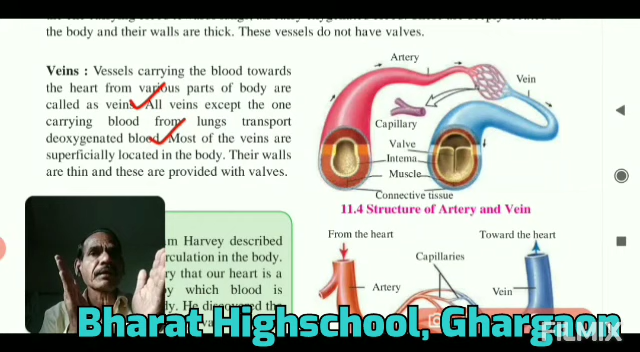 the body and their walls are thick. These vessels do not have valves.
Veins : Vessels carrying the blood towards
the heart from various parts of body are
called as veins. All veins except the one
carrying blood from lungs transport
deoxygenated blood. Most of the veins are
superficially located in the body. Their walls
are thin and these are provided with valves.
Artery
Vein
Capillary
Valve
Intema
Muscle
Connective tissue
11.4 Structure of Artery and Vein
Harvey described
in the body.
that our heart is a
by which blood is
He discovered
From the heart
Toward the heart
Capillaries
Artery
Vein
Bharat Highschool, Ghargaon
FILMIX